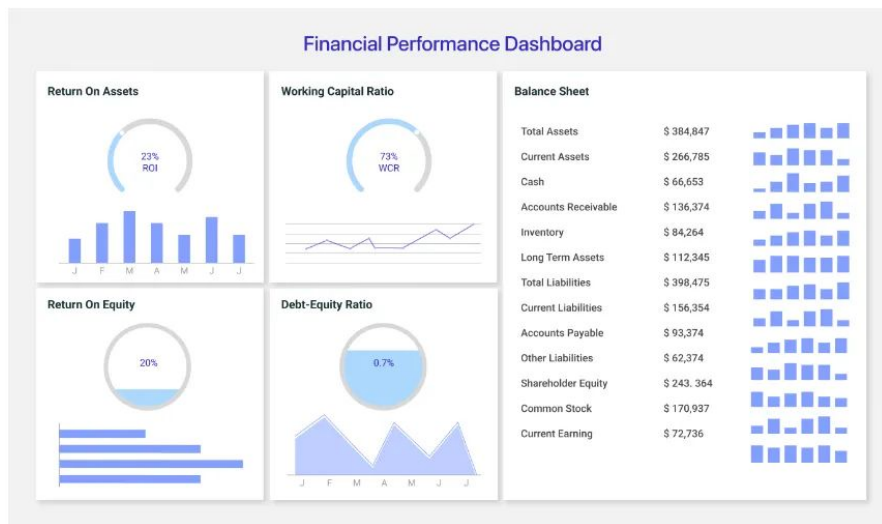 Financial Performance Dashboard
Return On Assets
23%
ROI
J F M A M J J
Working Capital Ratio
73%
WCR
Balance Sheet
Total Assets $ 384,847
Current Assets $ 266,785
Cash $ 66,653
Accounts Receivable $ 136,374
Inventory $ 84,264
Long Term Assets $ 112,345
Total Liabilities $ 398,475
Current Liabilities $ 156,354
Accounts Payable $ 93,374
Other Liabilities $ 62,374
Shareholder Equity $ 243. 364
Common Stock $ 170,937
Current Earning $ 72,736
Return On Equity
20%
Debt-Equity Ratio
0.7%
J F M A M J J